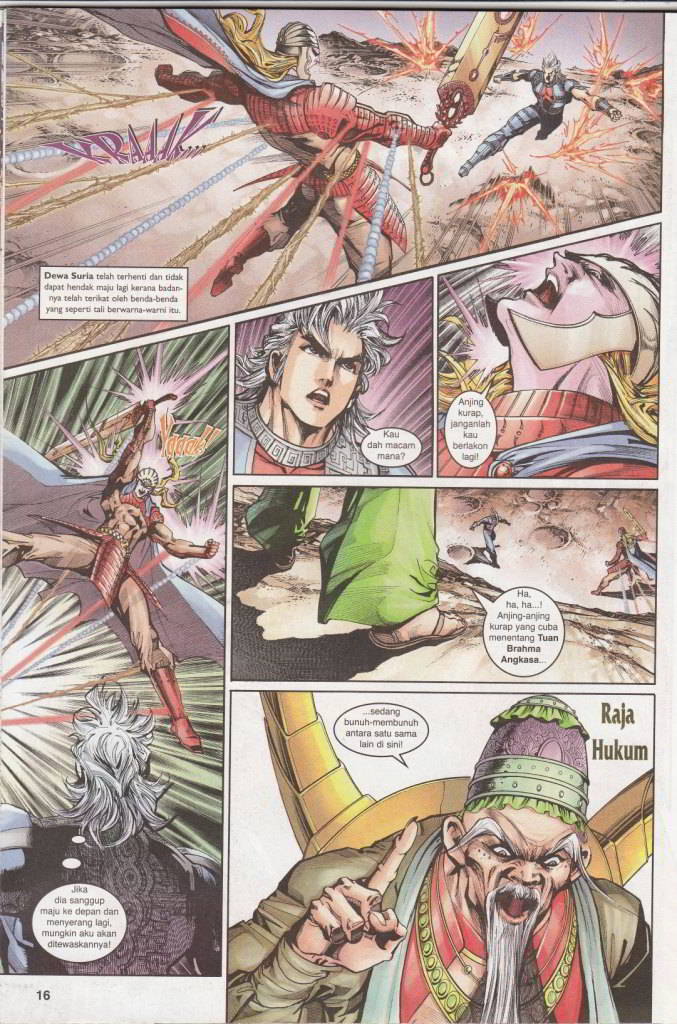 KRAAK...
Dewa Suria telah terhenti dan tidak
dapat hendak maju lagi kerana badan-
nya telah terikat oleh benda-benda
yang seperti tali berwarna-warni itu.
Kau
dah macam
mana?
Anjing
kurap,
janganlah
kau
berlakon
lagi!
Jika
dia sanggup
maju ke depan dan
menyerang lagi,
mungkin aku akan
ditewaskannya!
Ha,
ha, ha...!
Anjing-anjing
kurap yang cuba
menentang Tuan
Brahma
Angkasa...
...sedang
bunuh-membunuh
antara satu sama
lain di sini!
Raja
Hukum
16